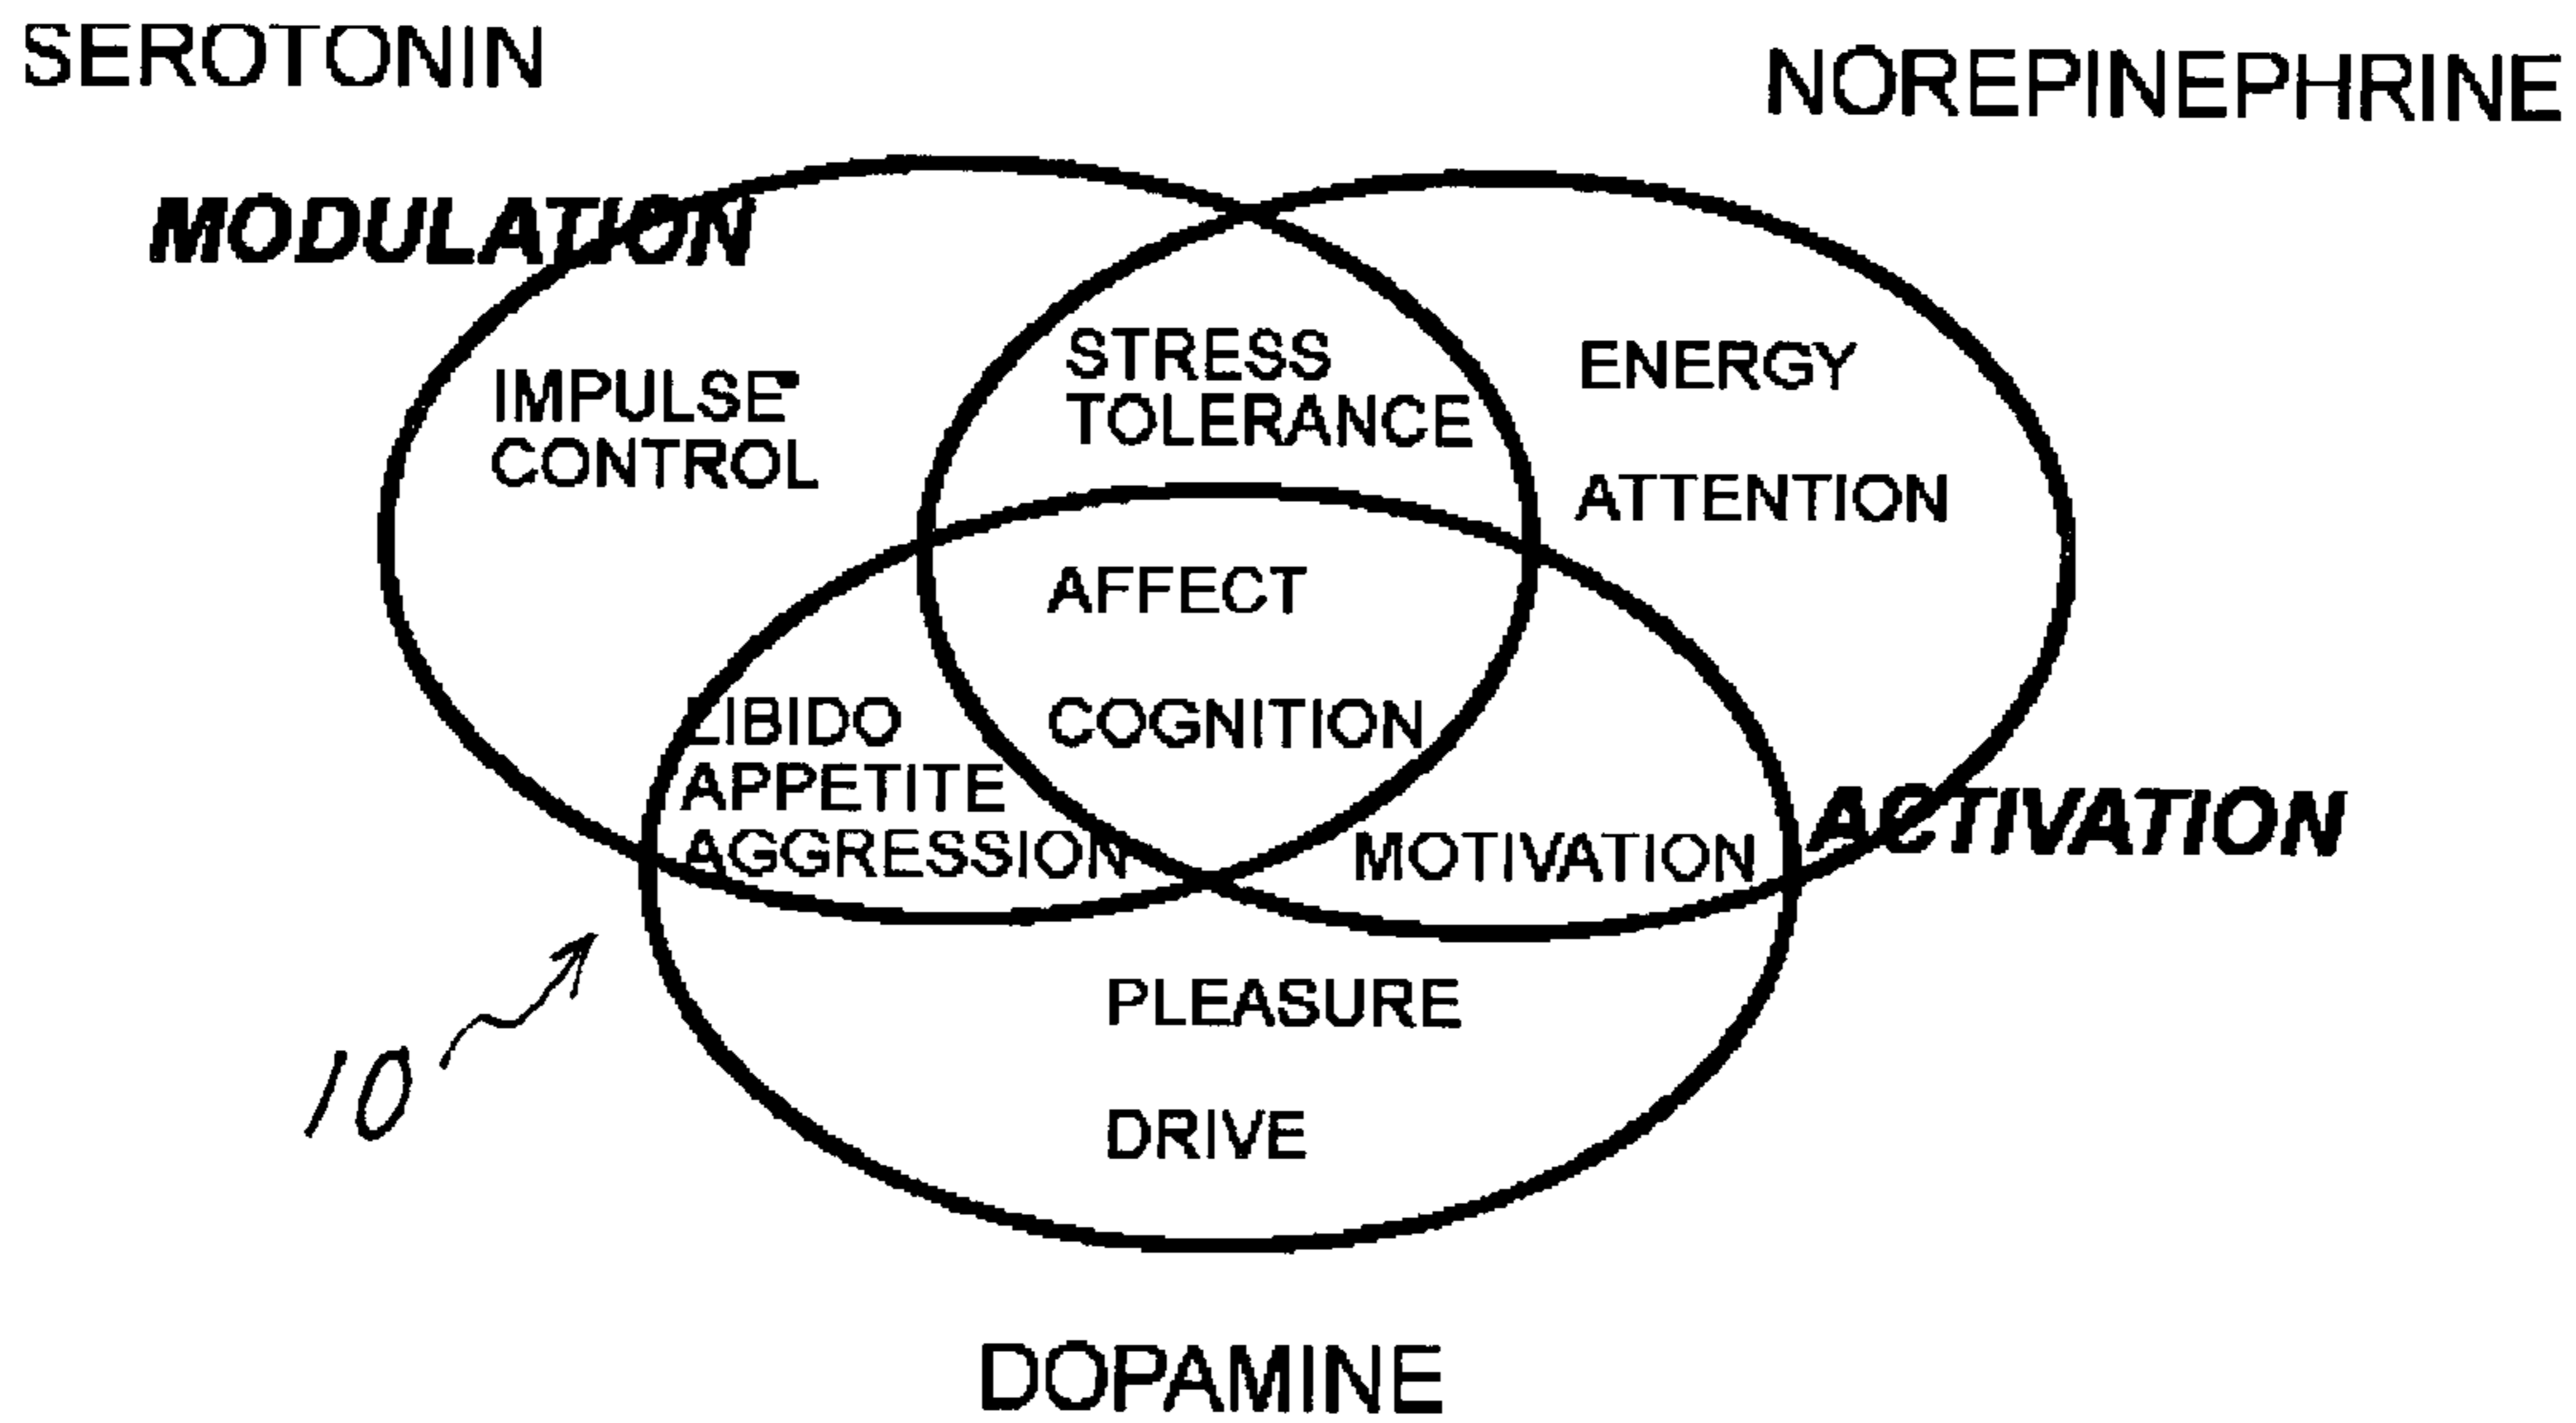 SEROTONIN
NOREPINEPHRINE
MODULATION
STRESS
TOLERANCE
ENERGY
IMPULSE
CONTROL
ATTENTION
AFFECT
LIBIDO
COGNITION
APPETITE
ACTIVATION
AGGRESSION
MOTIVATION
PLEASURE
10
DRIVE
DOPAMINE